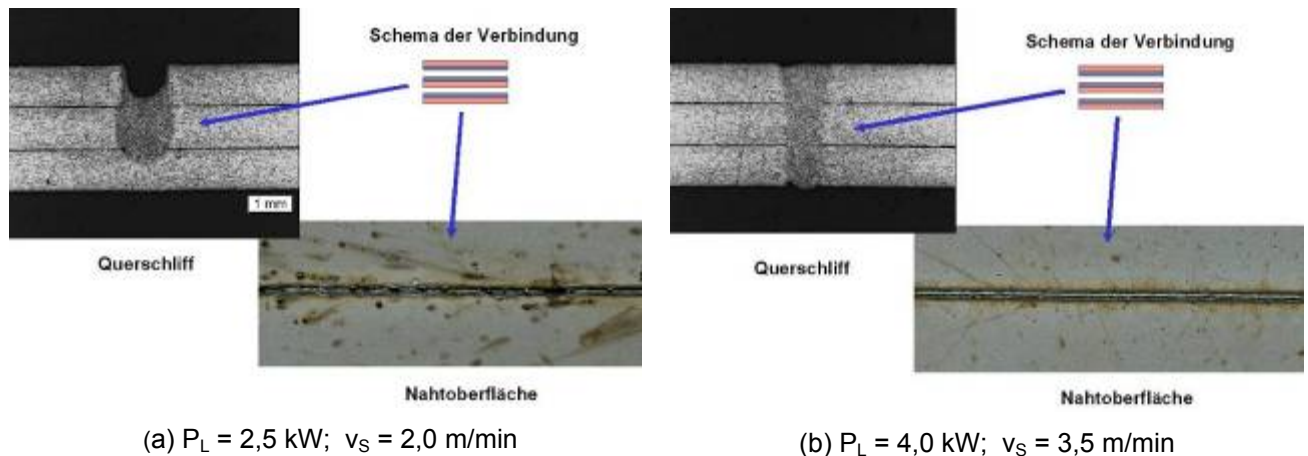 Schema der Verbindung
1 mm
Querschliff
Nahtoberfläche
(a) P_L = 2,5 kW; v_S = 2,0 m/min
Schema der Verbindung
Querschliff
Nahtoberfläche
(b) P_L = 4,0 kW; v_S = 3,5 m/min